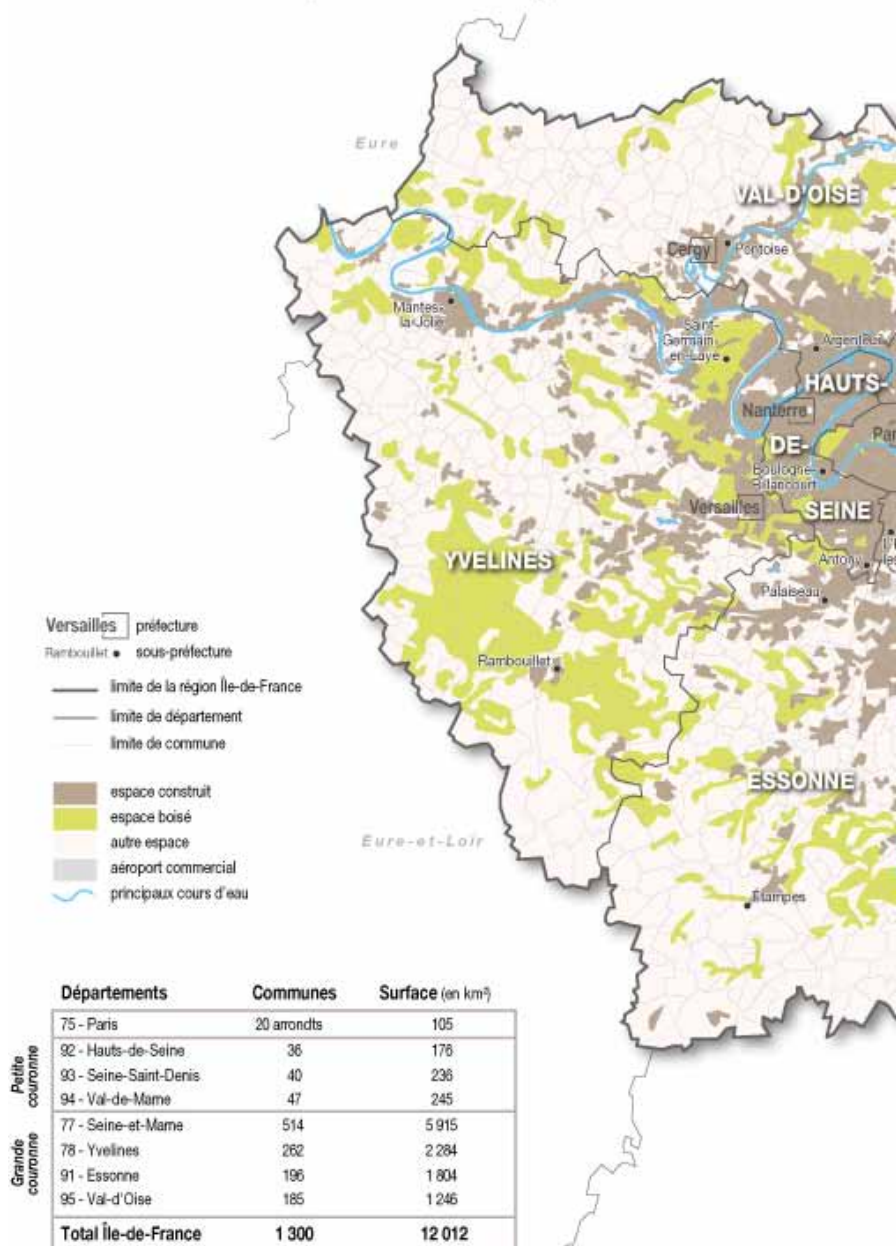 Eure
VAL-D'OISE
Cergy
Pontoise
Mantes-
la-Jolie
Saint-
Germain
en-Laye
Argenteuil
HAUTS-
Nanterre
DE-
Boulogne-
Billancourt
Versailles
SEINE
YVELINES
Antony
Palaiseau
Versailles préfecture
Rambouillet sous-préfecture
Rambouillet
limite de la région Île-de-France
limite de département
limite de commune
ESSONNE
espace construit
espace boisé
autre espace
aéroport commercial
principaux cours d'eau
Eure-et-Loir
Étampes
Départements Communes Surface (en km²)
75 - Paris 20 arrondts 105
Petite
couronne
92 - Hauts-de-Seine 36 176
93 - Seine-Saint-Denis 40 236
94 - Val-de-Marne 47 245
Grande
couronne
77 - Seine-et-Marne 514 5 915
78 - Yvelines 262 2 284
91 - Essonne 196 1 804
95 - Val-d'Oise 185 1 246
Total Île-de-France 1 300 12 012